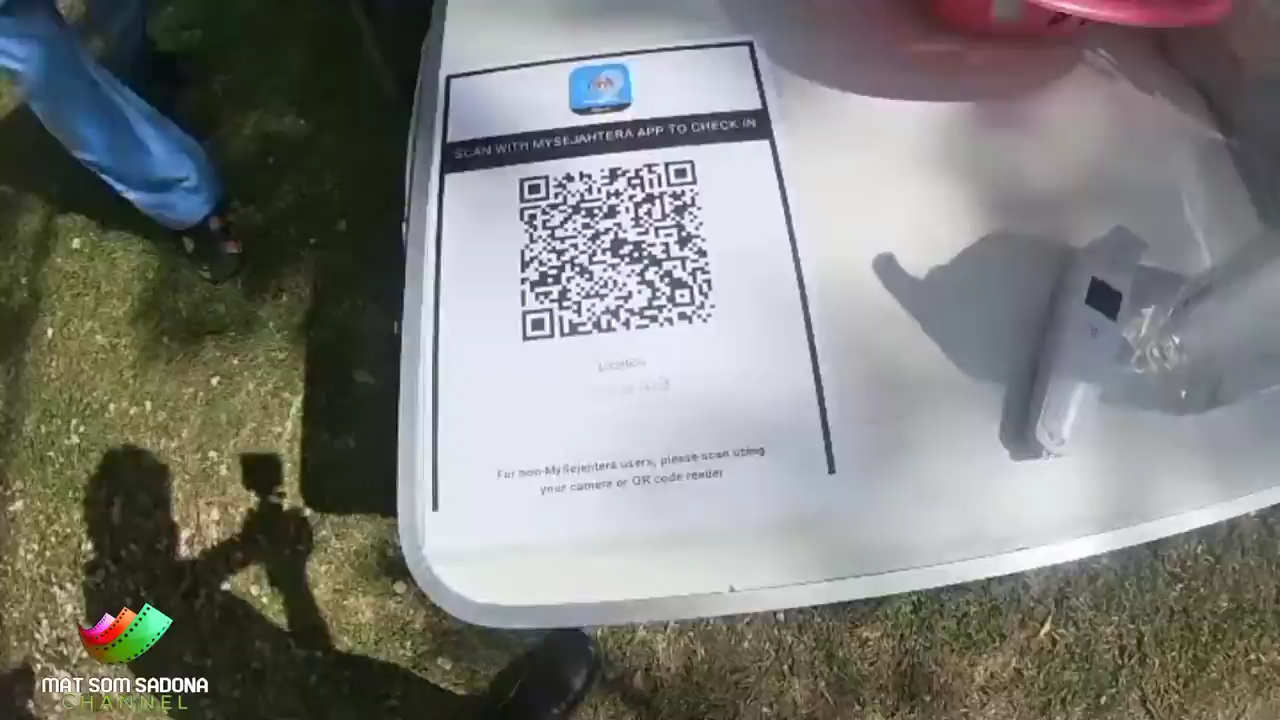 SCAN WITH MYSEJAHTERA APP TO CHECK IN
Location
For non-MySejahtera users, please scan using
your camera or QR code reader
MAT SOM SADONA
CHANNEL